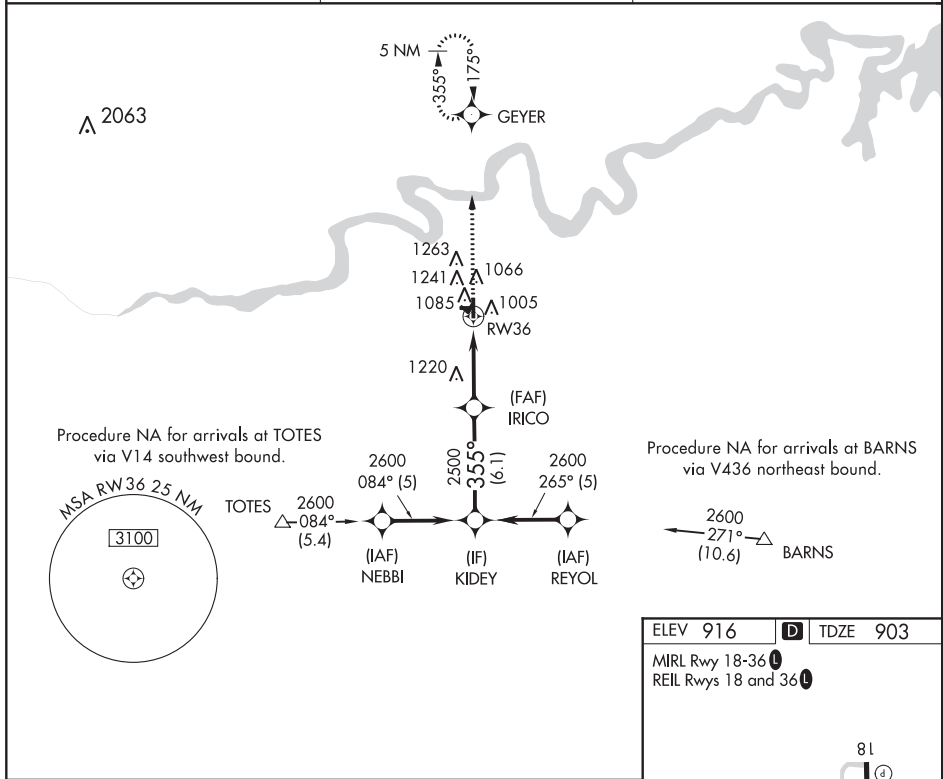 5 NM
355°
175°
GEYER
2063
1263
1241
1066
1085
1005
RW36
1220
(FAF)
IRICO
Procedure NA for arrivals at TOTES
via V14 southwest bound.
Procedure NA for arrivals at BARNS
via V436 northeast bound.
MSA RW36 25 NM
3100
TOTES
2600
084°
(5.4)
2600
084° (5)
2500
355°
(6.1)
2600
265° (5)
2600
271°
(10.6)
BARNS
(IAF)
NEBBI
(IF)
KIDEY
(IAF)
REYOL
ELEV 916 D TDZE 903
MIRL Rwy 18-36 L
REIL Rwys 18 and 36 L
18
P